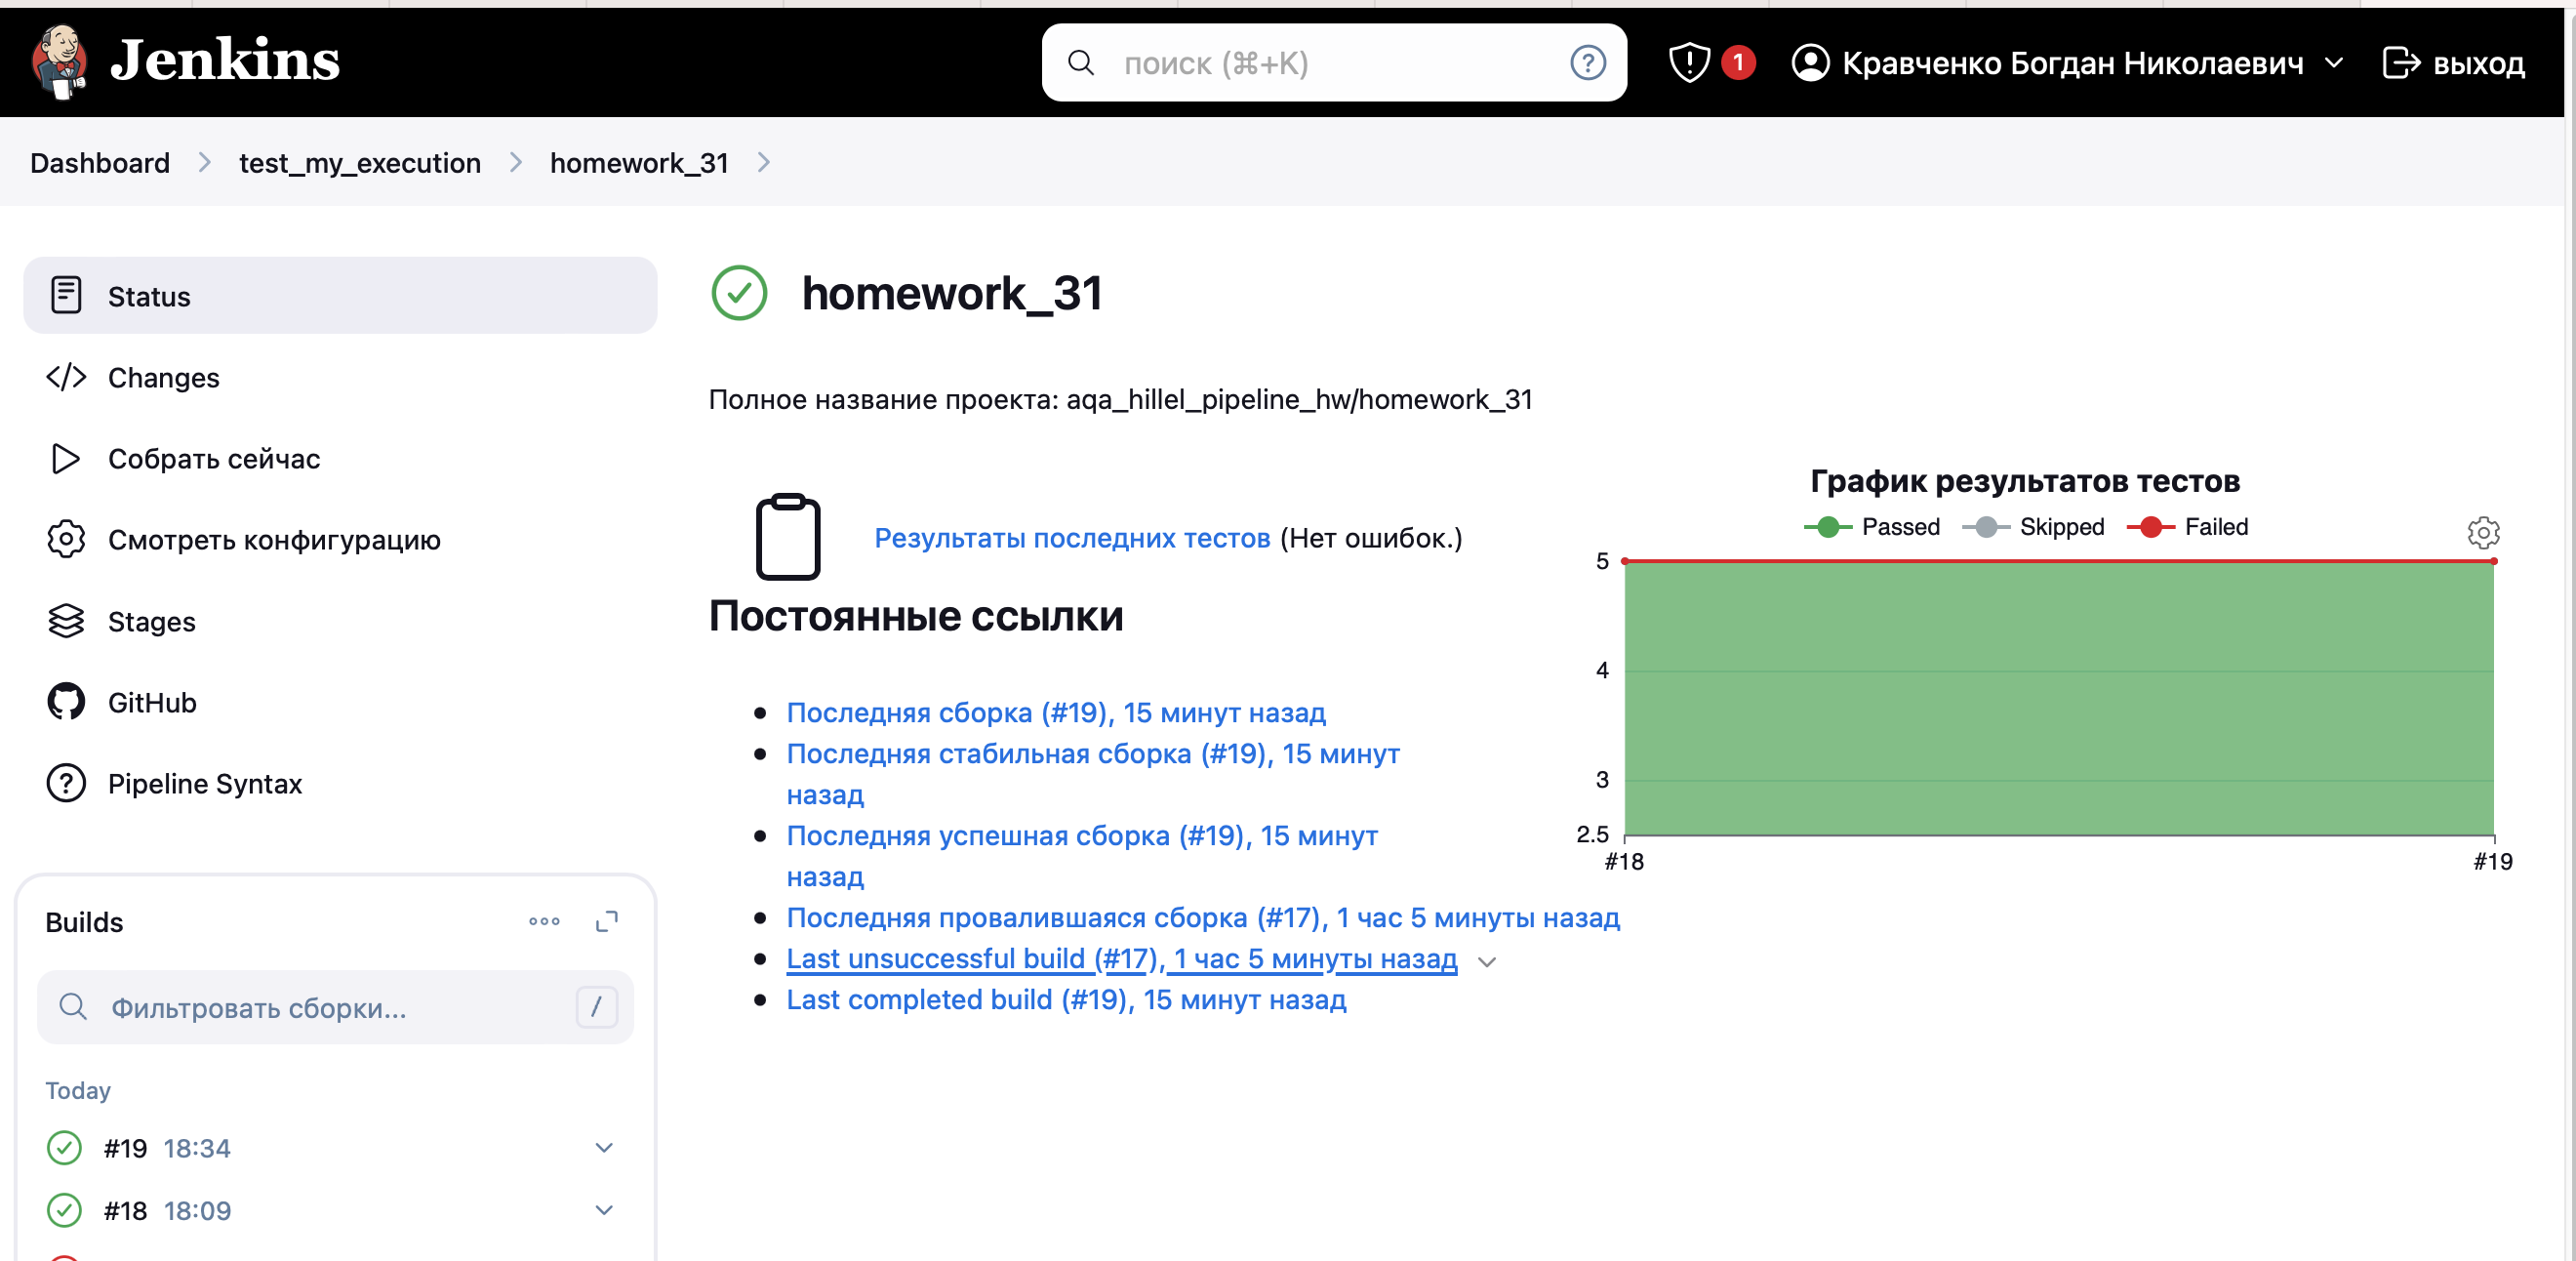 Jenkins
поиск (⌘+K)
?
1
Кравченко Богдан Николаевич
выход
Dashboard
test_my_execution
homework_31
Status
Changes
Собрать сейчас
Смотреть конфигурацию
Stages
GitHub
Pipeline Syntax
Builds
Фильтровать сборки...
/
Today
#19 18:34
#18 18:09
homework_31
Полное название проекта: aqa_hillel_pipeline_hw/homework_31
Результаты последних тестов (Нет ошибок.)
Постоянные ссылки
Последняя сборка (#19), 15 минут назад
Последняя стабильная сборка (#19), 15 минут
назад
Последняя успешная сборка (#19), 15 минут
назад
Последняя провалившаяся сборка (#17), 1 час 5 минуты назад
Last unsuccessful build (#17), 1 час 5 минуты назад
Last completed build (#19), 15 минут назад
График результатов тестов
Passed Skipped Failed
5
4
3
2.5
#18 #19